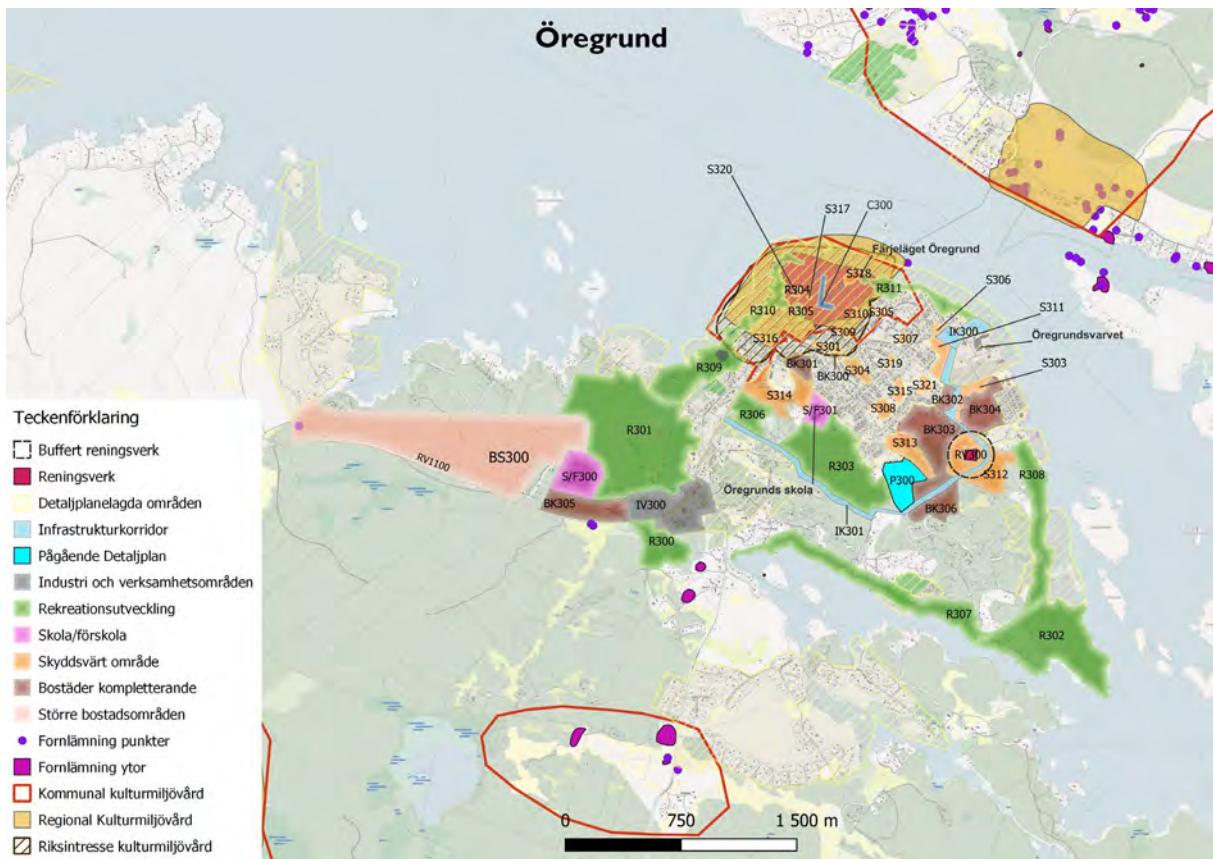 Öregrund
S320
S317
C300
Färjeläget Öregrund
S318
S306
R304
R311
S311
R310
R305
S310
S305
IK300
Öregrundsvarvet
S316
S309
S307
S301
S303
R309
BK301
BK300
S304
S319
S314
S315
S321
BK302
BK304
R306
S/F301
S308
R301
BK303
S313
BS300
RV1100
S/F300
R303
P300
RV300
S312
R308
Öregrunds skola
BK305
IV300
BK306
IK301
R300
R307
R302
Teckenförklaring
Buffert reningsverk
Reningsverk
Detaljplanelagda områden
Infrastrukturkorridor
Pågående Detaljplan
Industri och verksamhetsområden
Rekreationsutveckling
Skola/förskola
Skyddsvärt område
Bostäder kompletterande
Större bostadsområden
Fornlämning punkter
Fornlämning ytor
Kommunal kulturmiljövård
Regional Kulturmiljövård
Riksintresse kulturmiljövård
0 750 1 500 m